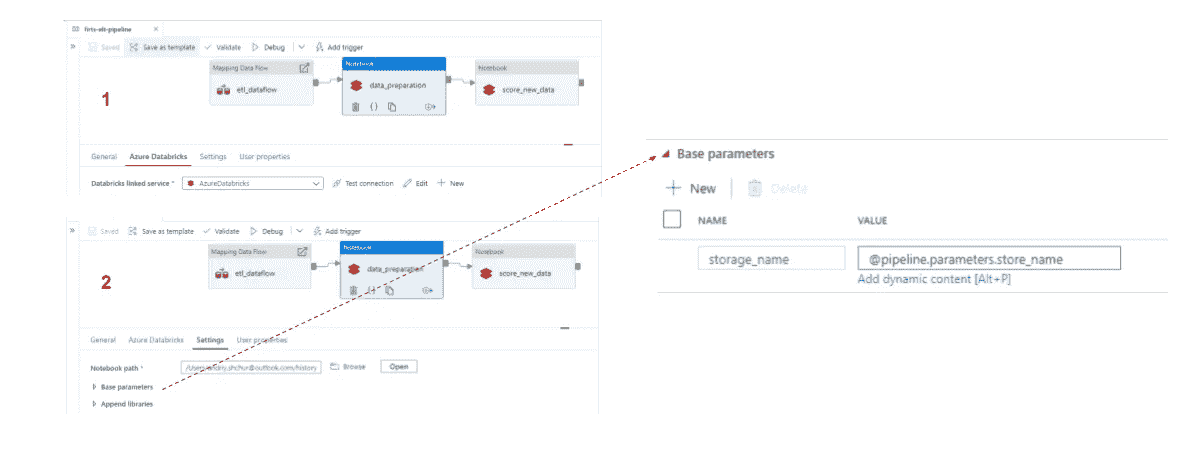 firts-elt-pipeline
Saved Save as template Validate Debug Add trigger
Mapping Data Flow Notebook Notebook
etl_dataflow data_preparation score_new_data
1
General Azure Databricks Settings User properties
Databricks linked service * AzureDatabricks Test connection Edit New
Saved Save as template Validate Debug Add trigger
Mapping Data Flow Notebook Notebook
etl_dataflow data_preparation score_new_data
2
General Azure Databricks Settings User properties
Notebook path * /Users/andriy.shchur@outlook.com/history Browse Open
Base parameters
Append libraries
Base parameters
New Delete
NAME VALUE
storage_name @pipeline.parameters.store_name
Add dynamic content [Alt+P]